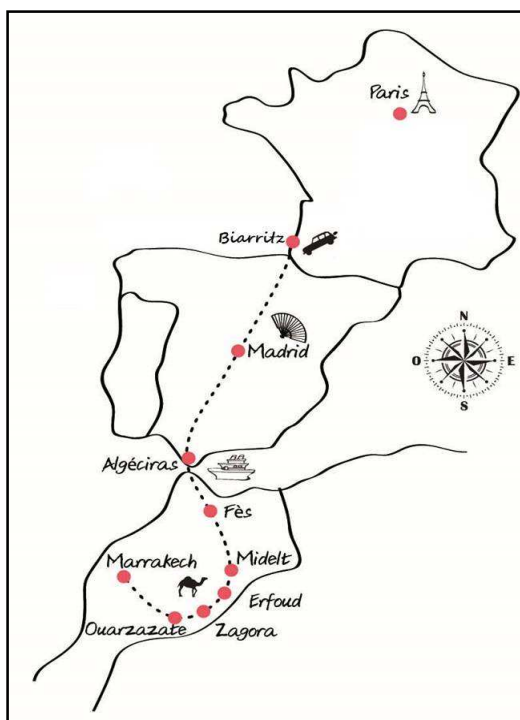 Paris
Biarritz
Madrid
N
O
E
S
Algéciras
Fès
Marrakech
Midelt
Erfoud
Ouarzazate
Zagora